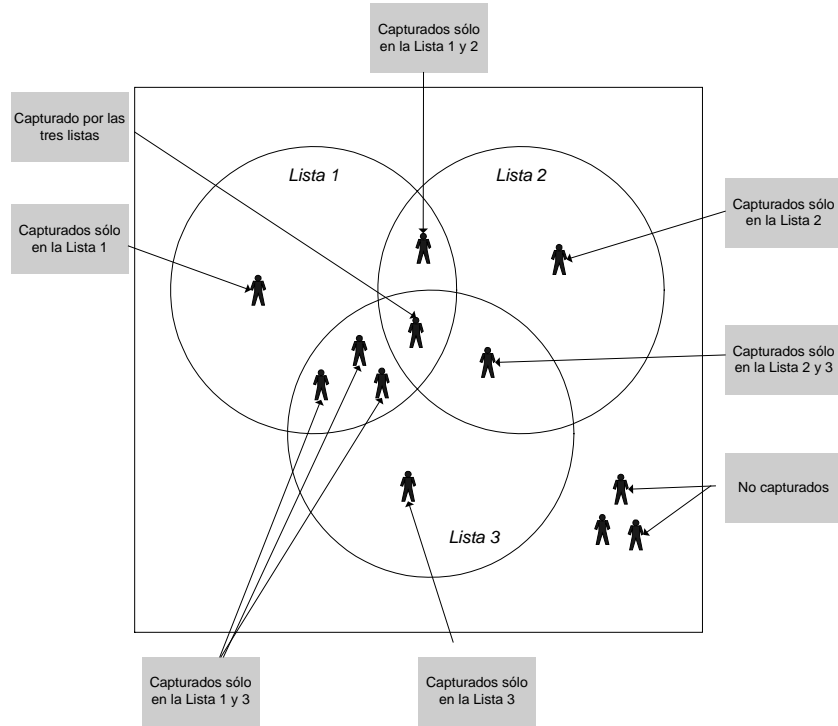 Capturados sólo
en la Lista 1 y 2
Capturado por las
tres listas
Lista 1
Lista 2
Capturados sólo
en la Lista 2
Capturados sólo
en la Lista 1
Capturados sólo
en la Lista 2 y 3
No capturados
Lista 3
Capturados sólo
en la Lista 1 y 3
Capturados sólo
en la Lista 3